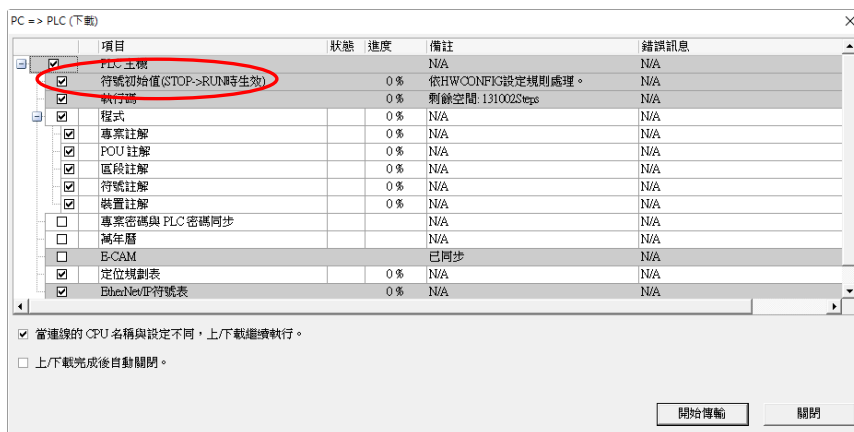 PC => PLC (下載)
項目 狀態 進度 備註 錯誤訊息
PLC 主機 N/A N/A
符號初始值(STOP->RUN時生效) 0 % 依HWCONFIG設定規則處理。 N/A
執行碼 0 % 剩餘空間: 131002Steps N/A
程式 0 % N/A N/A
專案註解 0 % N/A N/A
POU 註解 0 % N/A N/A
區段註解 0 % N/A N/A
符號註解 0 % N/A N/A
裝置註解 0 % N/A N/A
專案密碼與 PLC 密碼同步 N/A N/A
萬年曆 N/A N/A
E-CAM 已同步 N/A
定位規劃表 0 % N/A N/A
EtherNet/IP符號表 0 % N/A N/A
當連線的 CPU 名稱與設定不同，上/下載繼續執行。
上/下載完成後自動關閉。
開始傳輸 關閉